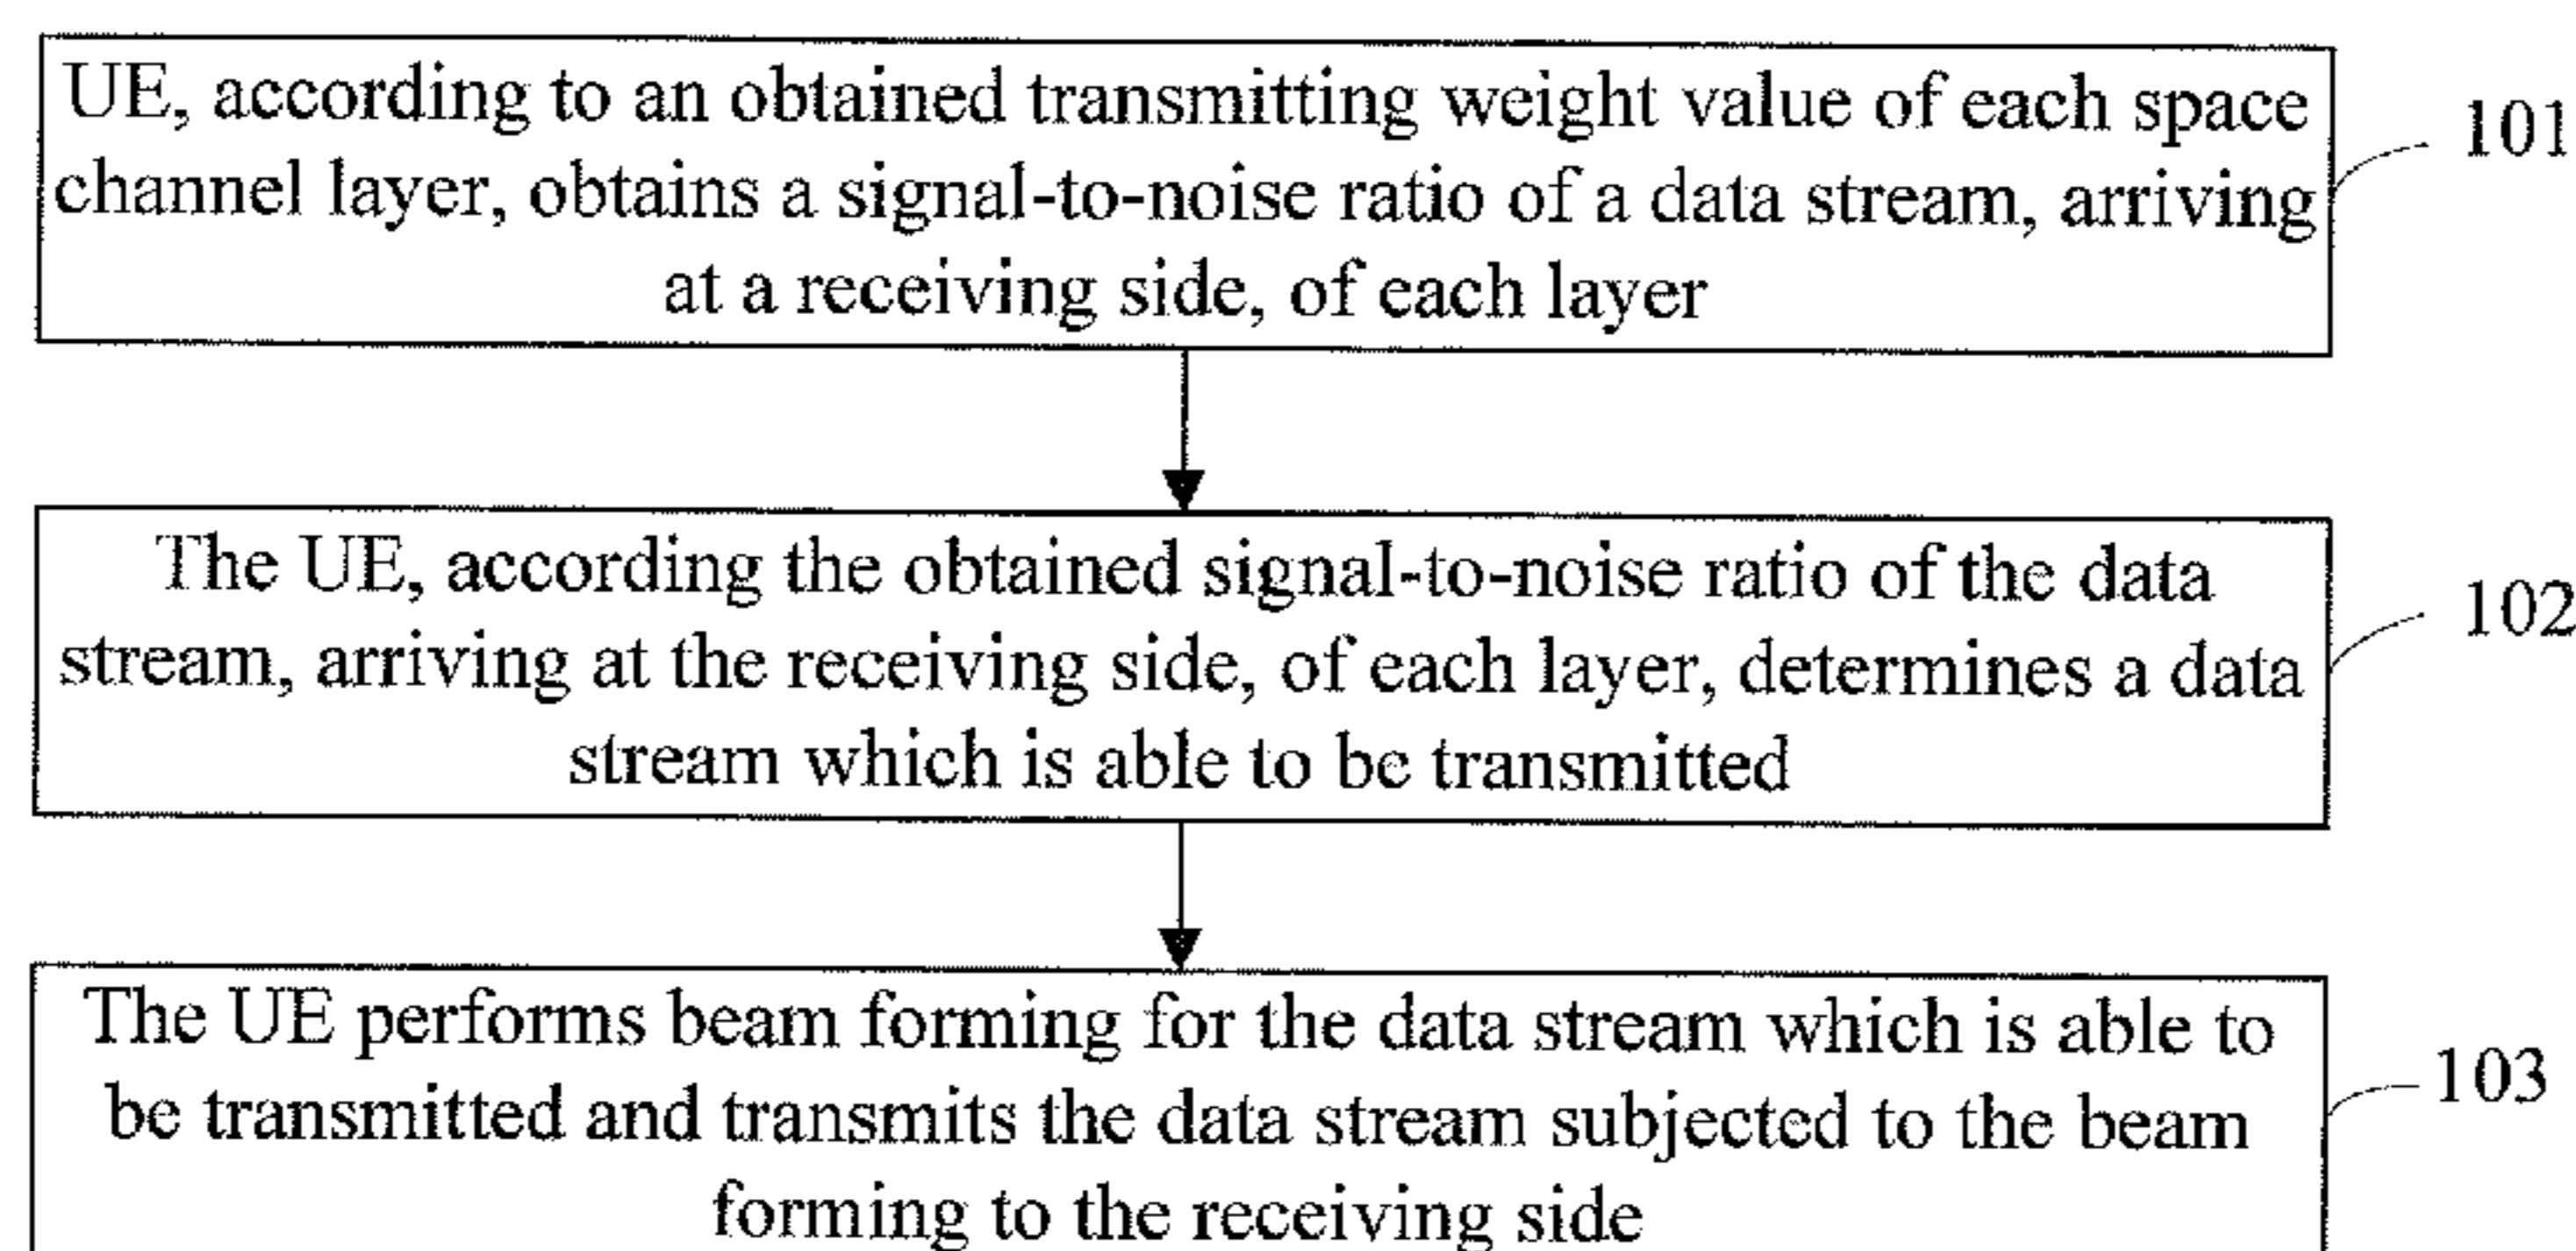 UE, according to an obtained transmitting weight value of each space
channel layer, obtains a signal-to-noise ratio of a data stream, arriving
at a receiving side, of each layer
101
The UE, according the obtained signal-to-noise ratio of the data
stream, arriving at the receiving side, of each layer, determines a data
stream which is able to be transmitted
102
The UE performs beam forming for the data stream which is able to
be transmitted and transmits the data stream subjected to the beam
forming to the receiving side
103